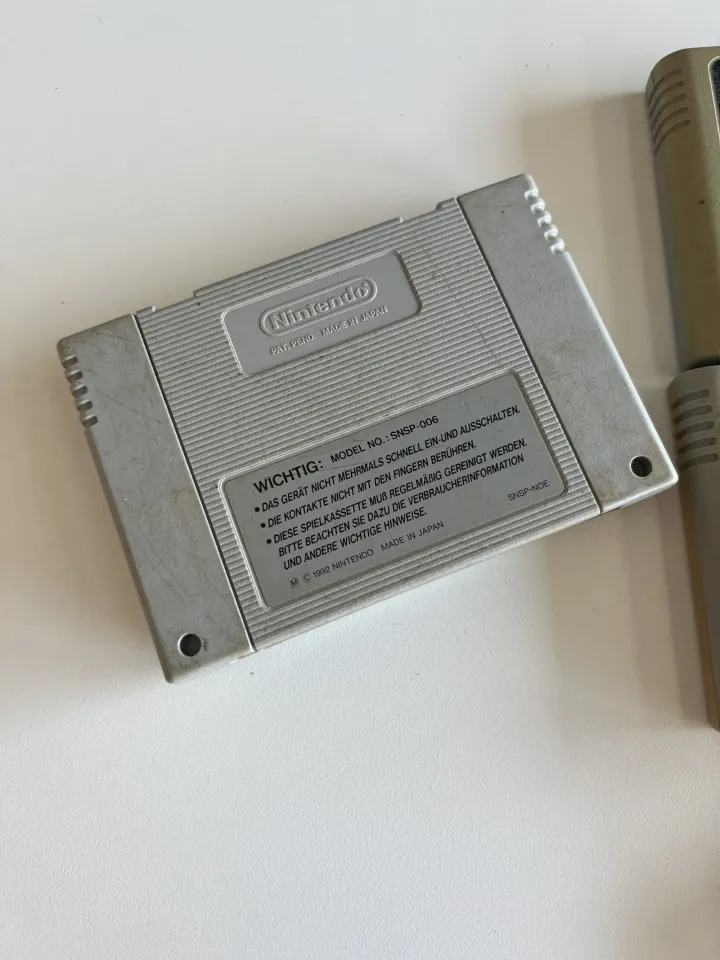 Nintendo
PAT. PEND. MADE IN JAPAN
WICHTIG: MODEL NO.: SNSP-006
• DAS GERÄT NICHT MEHRMALS SCHNELL EIN-UND AUSSCHALTEN.
• DIE KONTAKTE NICHT MIT DEN FINGERN BERÜHREN.
• DIESE SPIELKASSETTE MUß REGELMÄßIG GEREINIGT WERDEN.
BITTE BEACHTEN SIE DAZU DIE VERBRAUCHERINFORMATION
UND ANDERE WICHTIGE HINWEISE.
SNSP-NOE
Ⓜ © 1992 NINTENDO MADE IN JAPAN